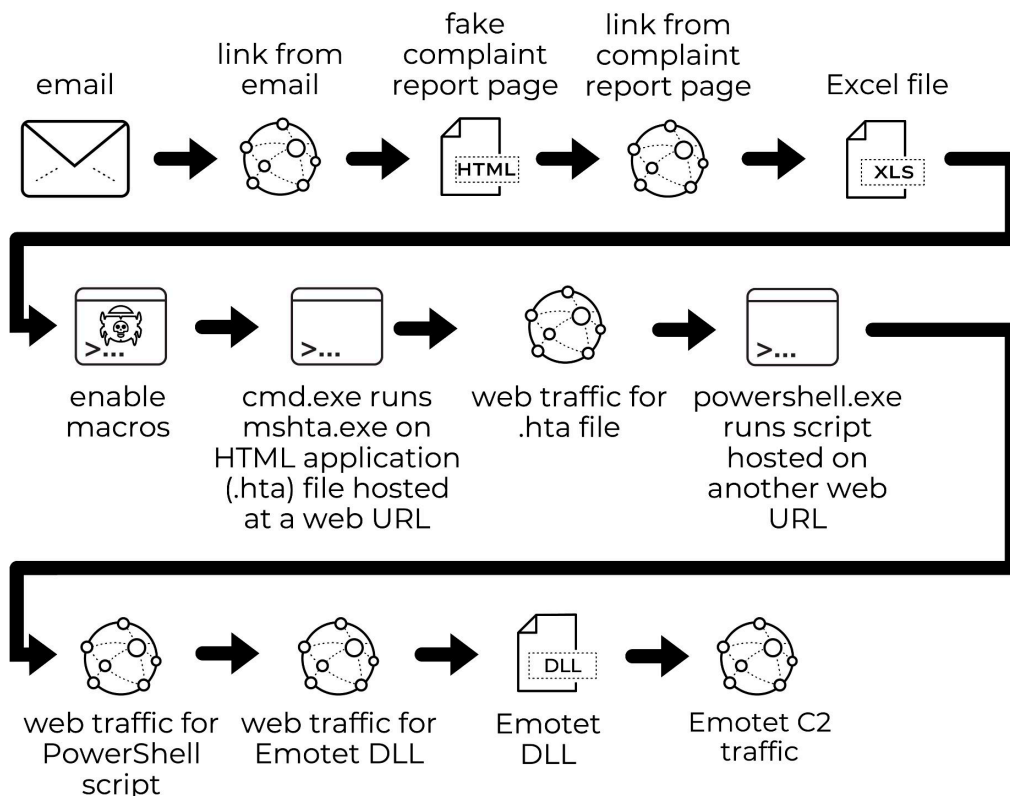 email
link from
email
fake
complaint
report page
link from
complaint
report page
Excel file
HTML
XLS
>...
>...
>...
enable
macros
cmd.exe runs
mshta.exe on
HTML application
(.hta) file hosted
at a web URL
web traffic for
.hta file
powershell.exe
runs script
hosted on
another web
URL
DLL
web traffic for
PowerShell
script
web traffic for
Emotet DLL
Emotet
DLL
Emotet C2
traffic